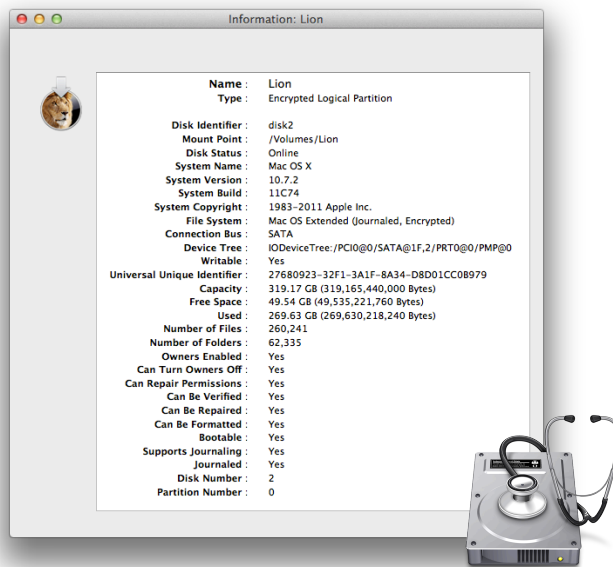 Information: Lion
Name : Lion
Type : Encrypted Logical Partition
Disk Identifier : disk2
Mount Point : /Volumes/Lion
Disk Status : Online
System Name : Mac OS X
System Version : 10.7.2
System Build : 11C74
System Copyright : 1983-2011 Apple Inc.
File System : Mac OS Extended (Journaled, Encrypted)
Connection Bus : SATA
Device Tree : IODeviceTree:/PCI0@0/SATA@1F,2/PRT0@0/PMP@0
Writable : Yes
Universal Unique Identifier : 27680923-32F1-3A1F-8A34-D8D01CC0B979
Capacity : 319.17 GB (319,165,440,000 Bytes)
Free Space : 49.54 GB (49,535,221,760 Bytes)
Used : 269.63 GB (269,630,218,240 Bytes)
Number of Files : 260,241
Number of Folders : 62,335
Owners Enabled : Yes
Can Turn Owners Off : Yes
Can Repair Permissions : Yes
Can Be Verified : Yes
Can Be Repaired : Yes
Can Be Formatted : Yes
Bootable : Yes
Supports Journaling : Yes
Journaled : Yes
Disk Number : 2
Partition Number : 0